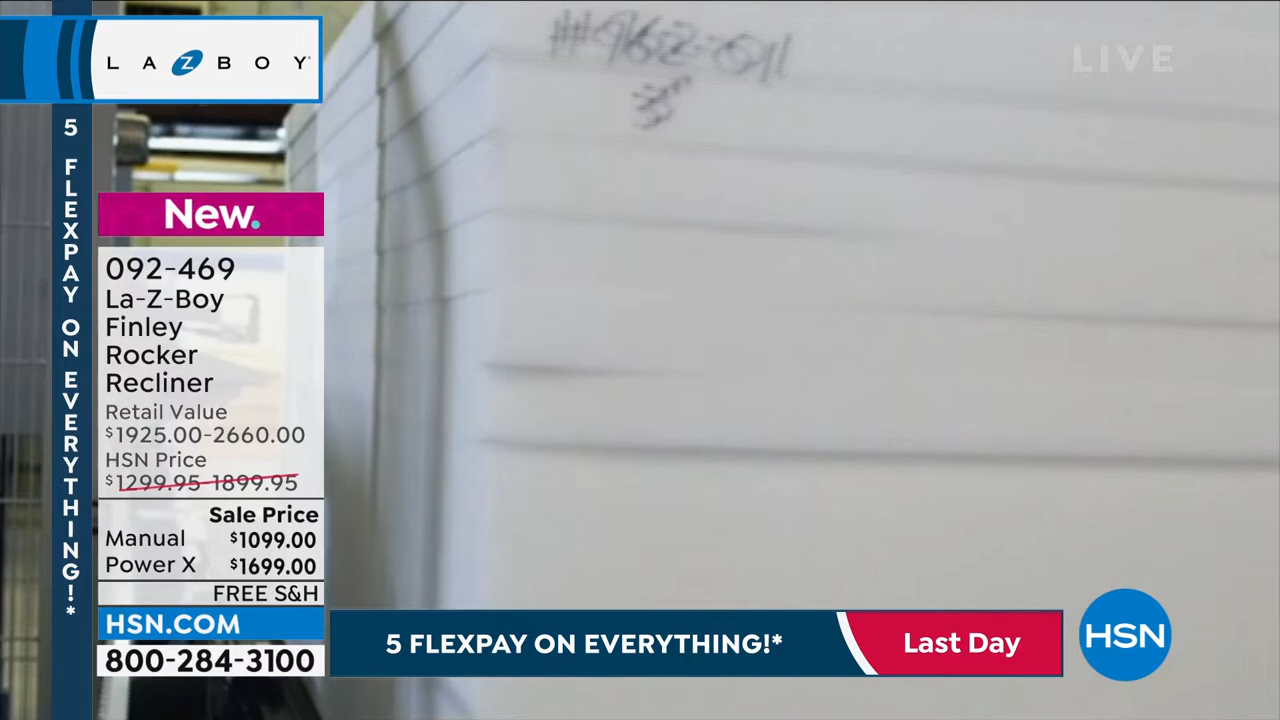 LA Z BOY
LIVE
5 FLEXPAY ON EVERYTHING!*
New.
092-469
La-Z-Boy
Finley
Rocker
Recliner
Retail Value
$1925.00-2660.00
HSN Price
$1299.95-1899.95
Sale Price
Manual $1099.00
Power X $1699.00
FREE S&H
HSN.COM
800-284-3100
5 FLEXPAY ON EVERYTHING!*
Last Day
HSN